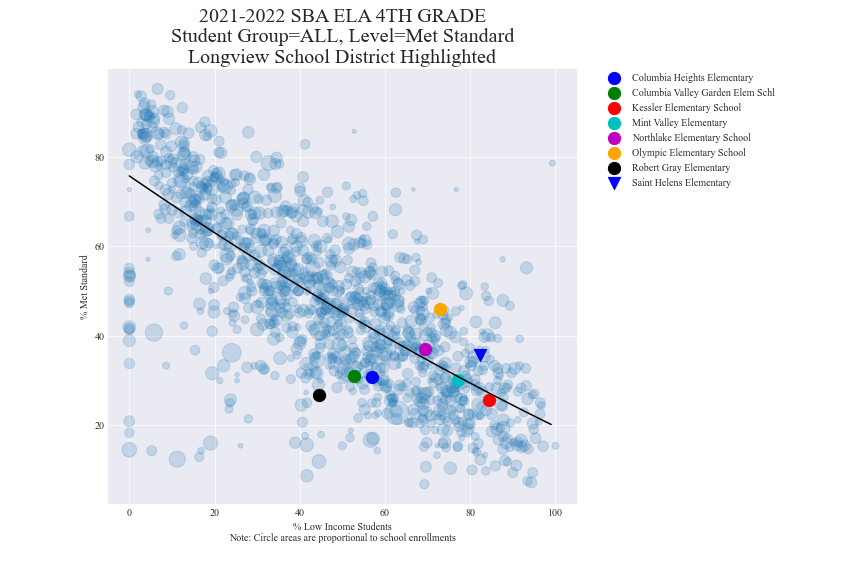 2021-2022 SBA ELA 4TH GRADE
Student Group=ALL, Level=Met Standard
Longview School District Highlighted
Columbia Heights Elementary
Columbia Valley Garden Elem Schl
Kessler Elementary School
Mint Valley Elementary
Northlake Elementary School
Olympic Elementary School
Robert Gray Elementary
Saint Helens Elementary
% Met Standard
80
60
40
20
0 20 40 60 80 100
% Low Income Students
Note: Circle areas are proportional to school enrollments